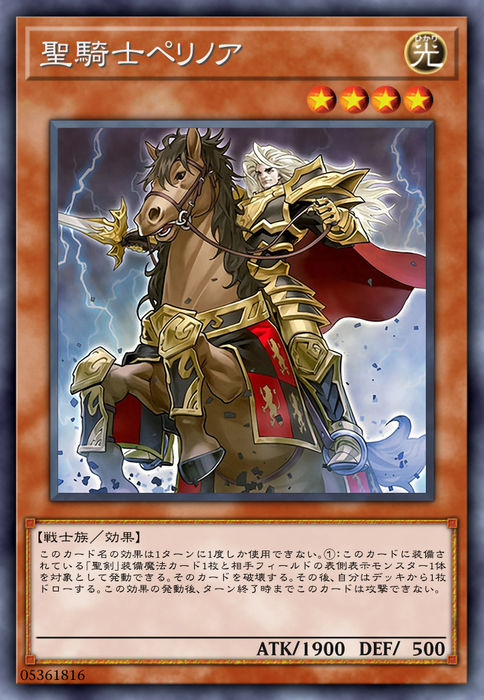 聖騎士ペリノア
ひかり
光
【戦士族／効果】
このカード名の効果は1ターンに1度しか使用できない。①：このカードに装備さ
れている「聖剣」装備魔法カード1枚と相手フィールドの表側表示モンスター1体
を対象として発動できる。そのカードを破壊する。その後、自分はデッキから1枚
ドローする。この効果の発動後、ターン終了時までこのカードは攻撃できない。
ATK/1900 DEF/ 500
05361816